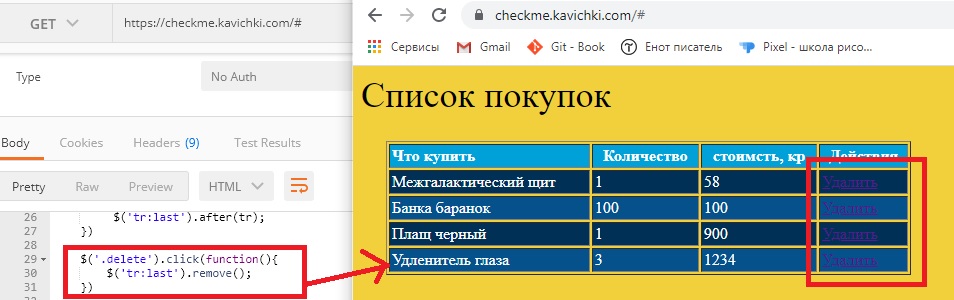 GET
https://checkme.kavichki.com/#
Type
No Auth
Body Cookies Headers (9) Test Results
Pretty Raw Preview HTML
26 $('tr:last').after(tr);
27 })
28
29 $('.delete').click(function(){
30 $('tr:last').remove();
31 })
checkme.kavichki.com/#
Сервисы Gmail Git - Book Енот писатель Pixel - школа рисо...
Список покупок
Что купить Количество стоимсть, кр Действия
Межгалактический щит 1 58 Удалить
Банка баранок 100 100 Удалить
Плащ черный 1 900 Удалить
Удленитель глаза 3 1234 Удалить